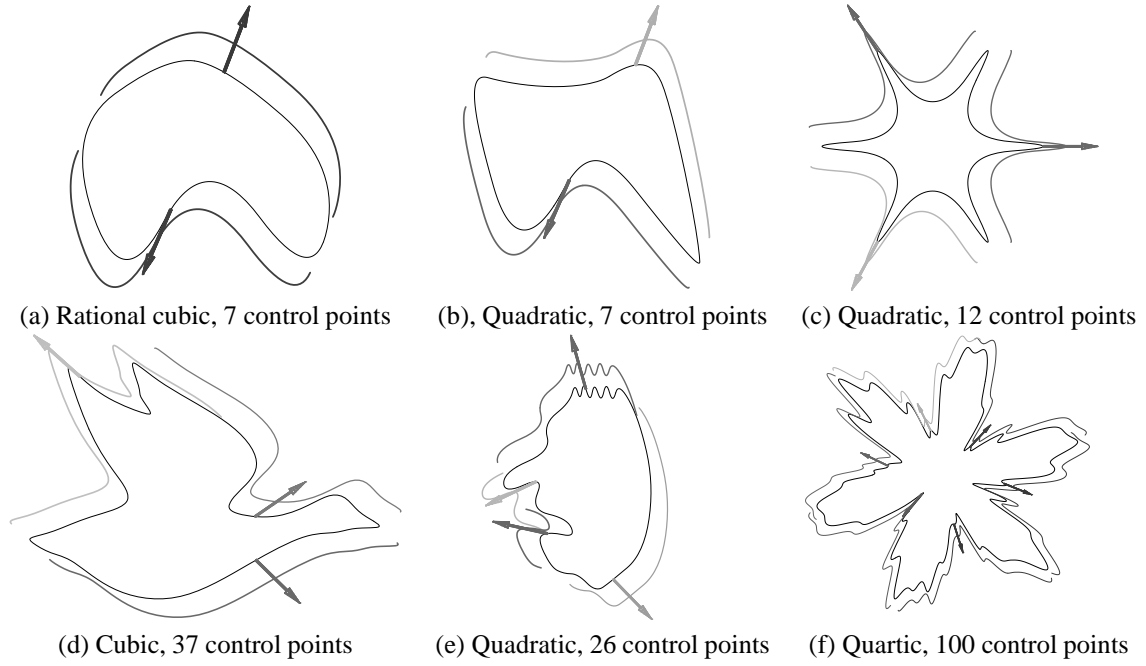 (a) Rational cubic, 7 control points
(b), Quadratic, 7 control points
(c) Quadratic, 12 control points
(d) Cubic, 37 control points
(e) Quadratic, 26 control points
(f) Quartic, 100 control points